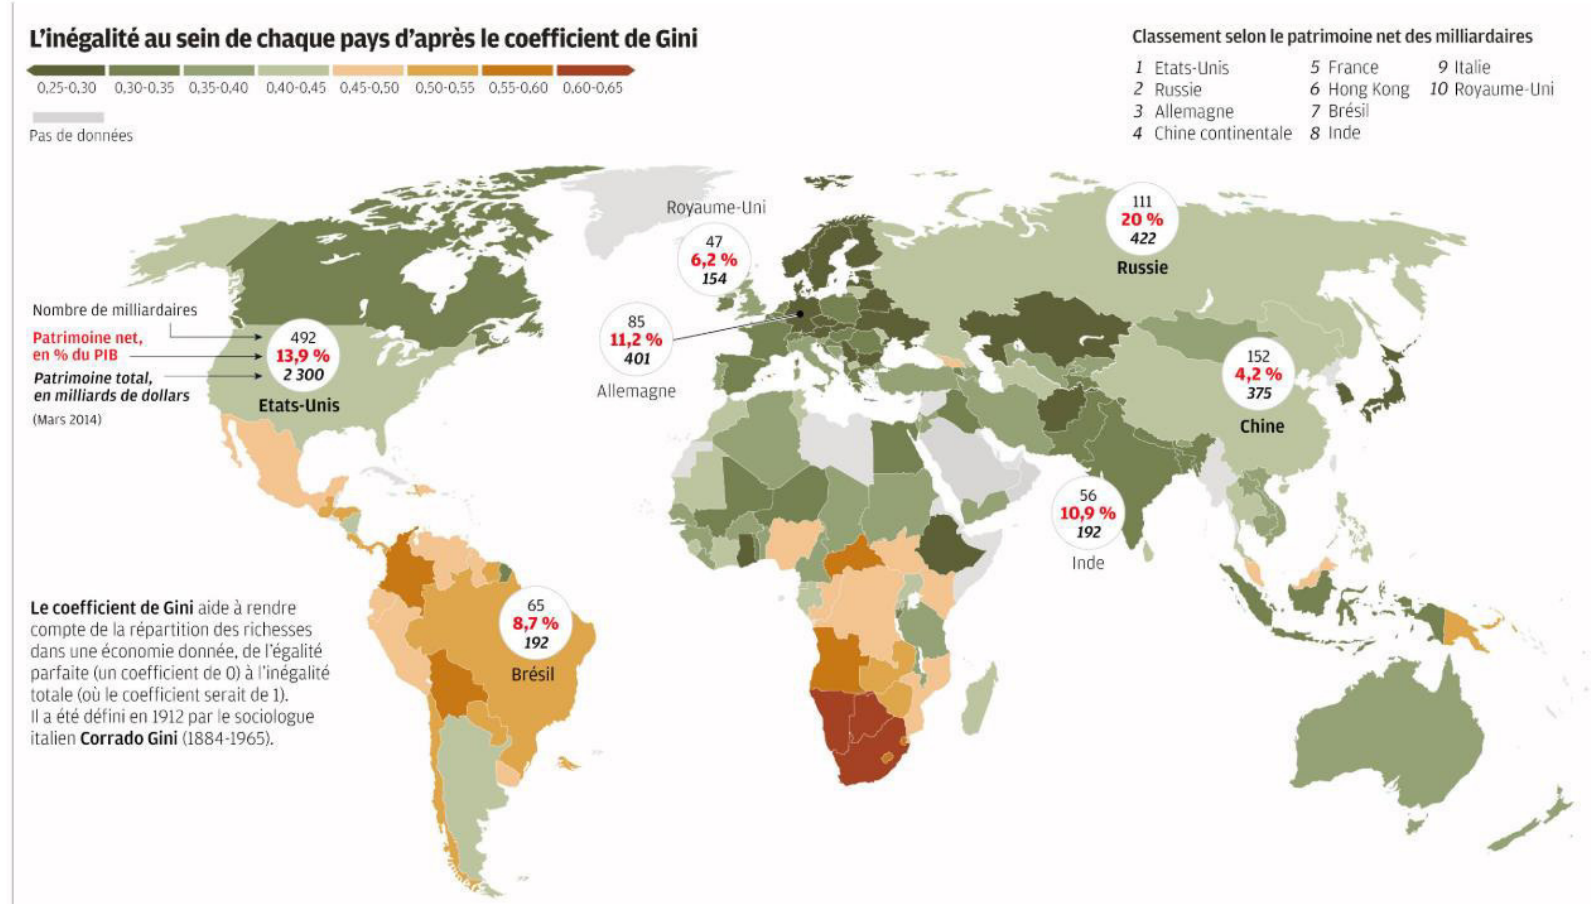 L'inégalité au sein de chaque pays d'après le coefficient de Gini
0,25-0,30 0,30-0,35 0,35-0,40 0,40-0,45 0,45-0,50 0,50-0,55 0,55-0,60 0,60-0,65
Pas de données
Classement selon le patrimoine net des milliardaires
1 Etats-Unis
2 Russie
3 Allemagne
4 Chine continentale
5 France
6 Hong Kong
7 Brésil
8 Inde
9 Italie
10 Royaume-Uni
Nombre de milliardaires
Patrimoine net,
en % du PIB
Patrimoine total,
en milliards de dollars
(Mars 2014)
492
13,9 %
2 300
Etats-Unis
Royaume-Uni
47
6,2 %
154
85
11,2 %
401
Allemagne
111
20 %
422
Russie
152
4,2 %
375
Chine
56
10,9 %
192
Inde
65
8,7 %
192
Brésil
Le coefficient de Gini aide à rendre
compte de la répartition des richesses
dans une économie donnée, de l'égalité
parfaite (un coefficient de 0) à l'inégalité
totale (où le coefficient serait de 1).
Il a été défini en 1912 par le sociologue
italien Corrado Gini (1884-1965).